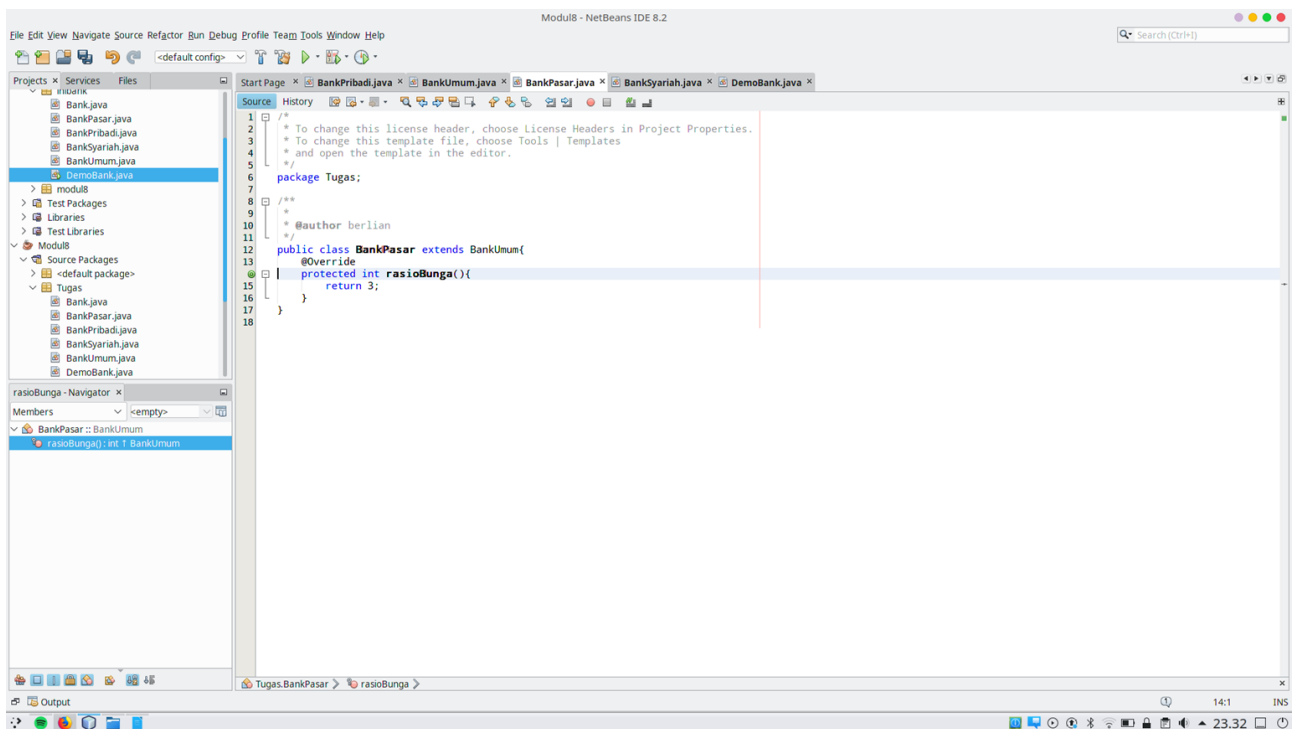 Modul8 - NetBeans IDE 8.2
File Edit View Navigate Source Refactor Run Debug Profile Team Tools Window Help
Search (Ctrl+I)
<default config>
Projects Services Files
Start Page BankPribadi.java BankUmum.java BankPasar.java BankSyariah.java DemoBank.java
inibank
Bank.java
BankPasar.java
BankPribadi.java
BankSyariah.java
BankUmum.java
DemoBank.java
modul8
Test Packages
Libraries
Test Libraries
Modul8
Source Packages
<default package>
Tugas
Bank.java
BankPasar.java
BankPribadi.java
BankSyariah.java
BankUmum.java
DemoBank.java
Source History
1 /*
2 * To change this license header, choose License Headers in Project Properties.
3 * To change this template file, choose Tools | Templates
4 * and open the template in the editor.
5 */
6 package Tugas;
7
8 /**
9 *
10 * @author berlian
11 */
12 public class BankPasar extends BankUmum{
13 @Override
protected int rasioBunga(){
15 return 3;
16 }
17 }
18
rasioBunga - Navigator
Members <empty>
BankPasar :: BankUmum
rasioBunga() : int ↑ BankUmum
Tugas.BankPasar rasioBunga
Output
14:1 INS
23.32